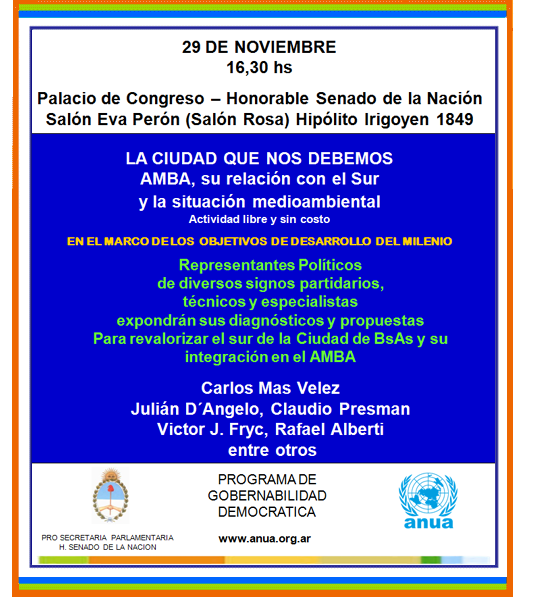 29 DE NOVIEMBRE
16,30 hs
Palacio de Congreso – Honorable Senado de la Nación
Salón Eva Perón (Salón Rosa) Hipólito Irigoyen 1849
LA CIUDAD QUE NOS DEBEMOS
AMBA, su relación con el Sur
y la situación medioambiental
Actividad libre y sin costo
EN EL MARCO DE LOS OBJETIVOS DE DESARROLLO DEL MILENIO
Representantes Políticos
de diversos signos partidarios,
técnicos y especialistas
expondrán sus diagnósticos y propuestas
Para revalorizar el sur de la Ciudad de BsAs y su
integración en el AMBA
Carlos Mas Velez
Julián D´Angelo, Claudio Presman
Victor J. Fryc, Rafael Alberti
entre otros
PROGRAMA DE
GOBERNABILIDAD
DEMOCRATICA
www.anua.org.ar
PRO SECRETARIA PARLAMENTARIA
H. SENADO DE LA NACION
anua